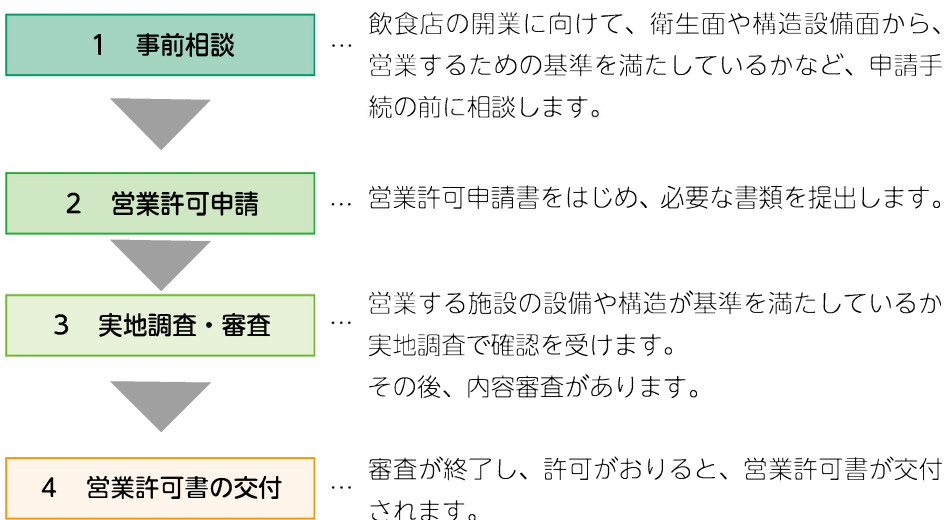 1 事前相談
… 飲食店の開業に向けて、衛生面や構造設備面から、
営業するための基準を満たしているかなど、申請手
続の前に相談します。
2 営業許可申請
… 営業許可申請書をはじめ、必要な書類を提出します。
3 実地調査・審査
… 営業する施設の設備や構造が基準を満たしているか
実地調査で確認を受けます。
その後、内容審査があります。
4 営業許可書の交付
… 審査が終了し、許可がおりると、営業許可書が交付
されます。